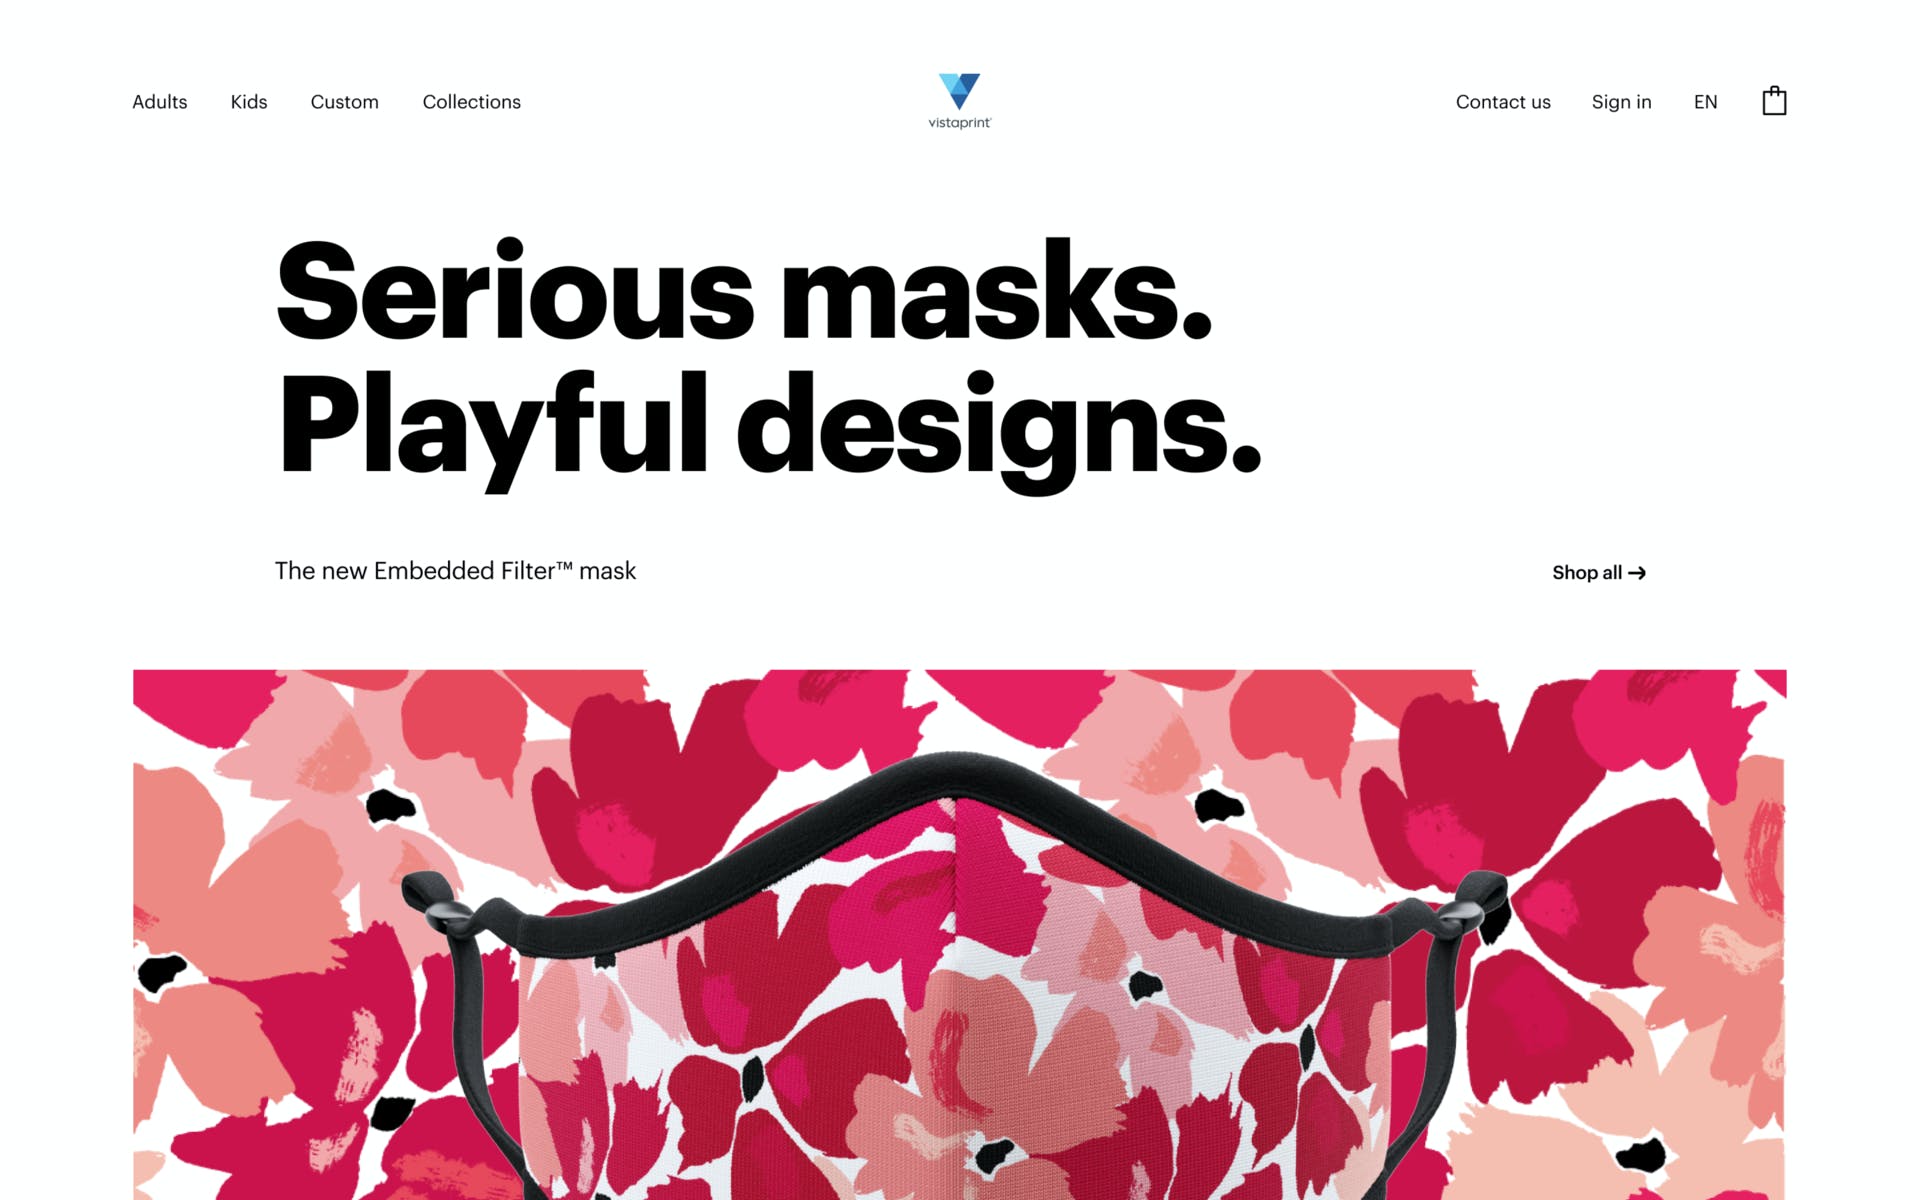 Adults Kids Custom Collections
vistaprint
Contact us Sign in EN
Serious masks.
Playful designs.
The new Embedded Filter™ mask
Shop all →